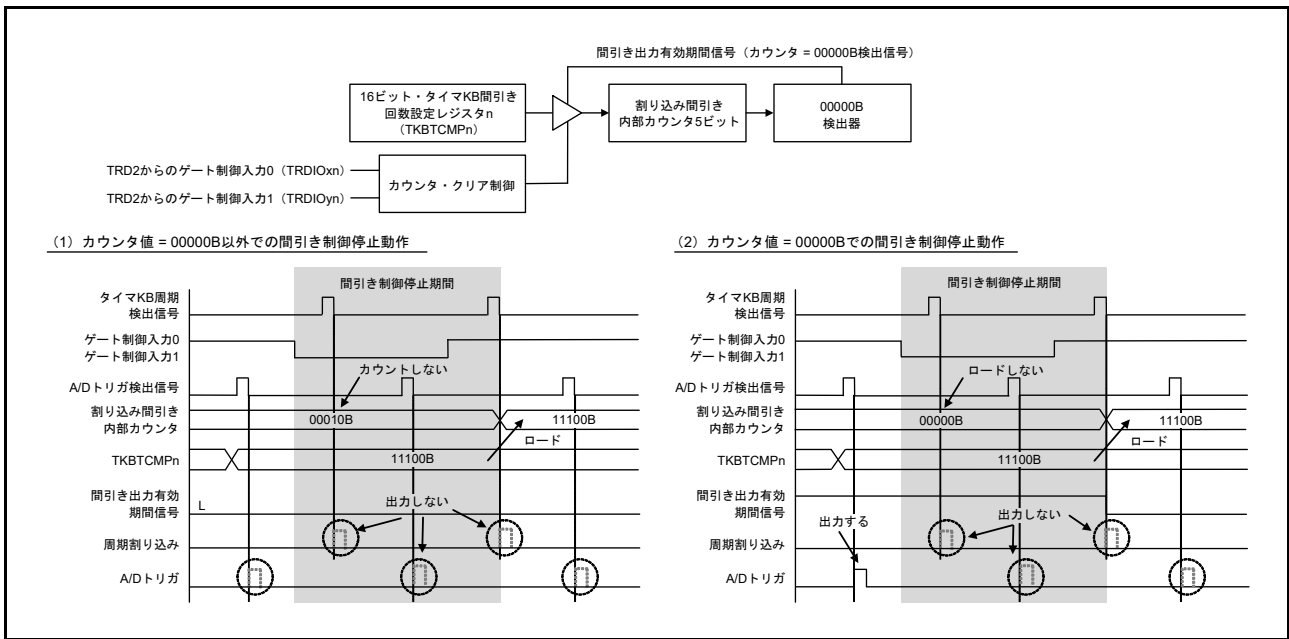 間引き出力有効期間信号（カウンタ = 00000B検出信号）
16ビット・タイマKB間引き
回数設定レジスタn
（TKBTCMPn）
割り込み間引き
内部カウンタ5ビット
00000B
検出器
TRD2からのゲート制御入力0（TRDIOxn）
TRD2からのゲート制御入力1（TRDIOyn）
カウンタ・クリア制御
（1）カウンタ値 = 00000B以外での間引き制御停止動作
間引き制御停止期間
タイマKB周期
検出信号
ゲート制御入力0
ゲート制御入力1
カウントしない
A/Dトリガ検出信号
割り込み間引き
内部カウンタ
00010B
11100B
ロード
TKBTCMPn
11100B
間引き出力有効
期間信号
L
出力しない
周期割り込み
A/Dトリガ
（2）カウンタ値 = 00000Bでの間引き制御停止動作
間引き制御停止期間
タイマKB周期
検出信号
ゲート制御入力0
ゲート制御入力1
ロードしない
A/Dトリガ検出信号
割り込み間引き
内部カウンタ
00000B
11100B
ロード
TKBTCMPn
11100B
間引き出力有効
期間信号
出力する
出力しない
周期割り込み
A/Dトリガ